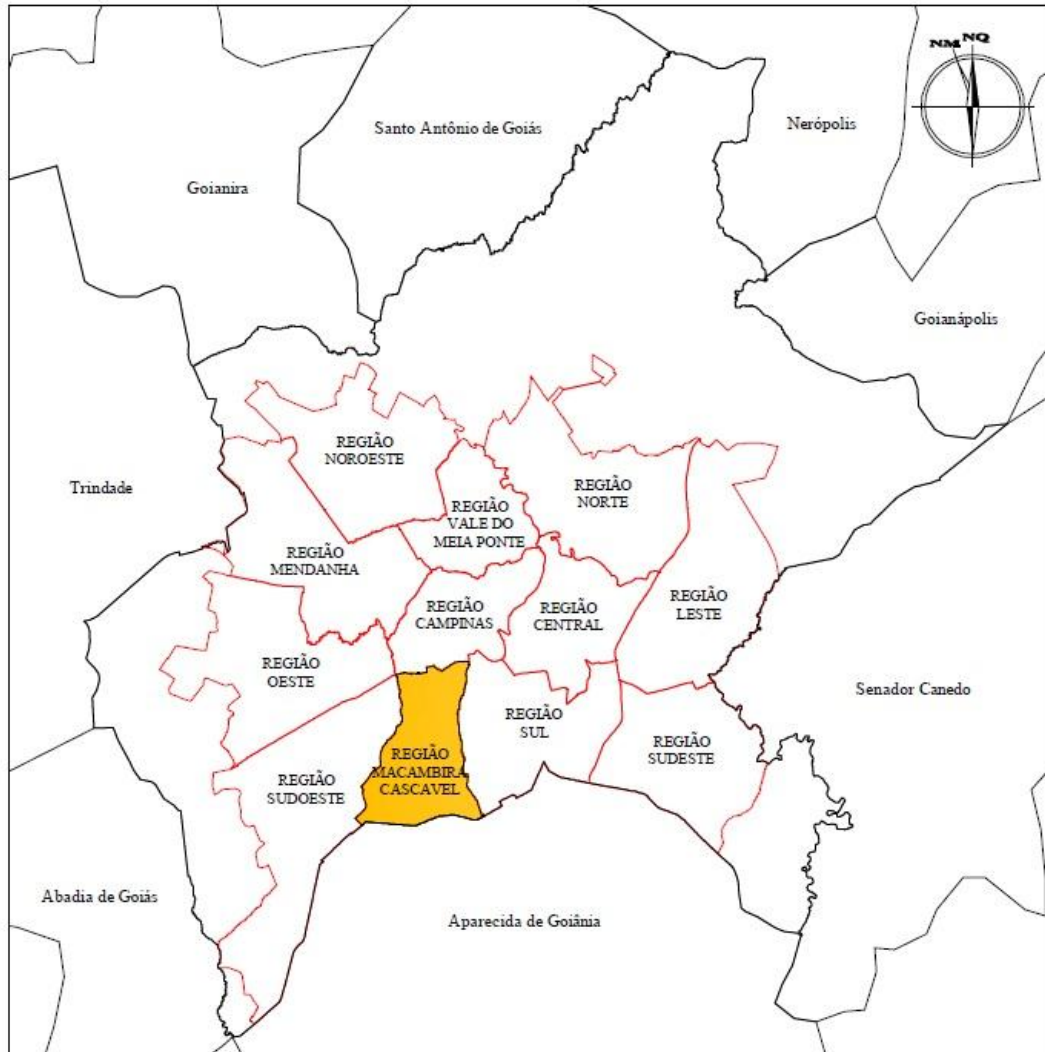 NM NQ
Santo Antônio de Goiás
Nerópolis
Goianira
Goianápolis
REGIÃO
NOROESTE
Trindade
REGIÃO
NORTE
REGIÃO
VALE DO
MEIA PONTE
REGIÃO
MENDANHA
REGIÃO
LESTE
REGIÃO
CAMPINAS
REGIÃO
CENTRAL
REGIÃO
OESTE
Senador Canedo
REGIÃO
SUL
REGIÃO
SUDESTE
REGIÃO
MACAMBIRA
CASCAVEL
REGIÃO
SUDOESTE
Abadia de Goiás
Aparecida de Goiânia